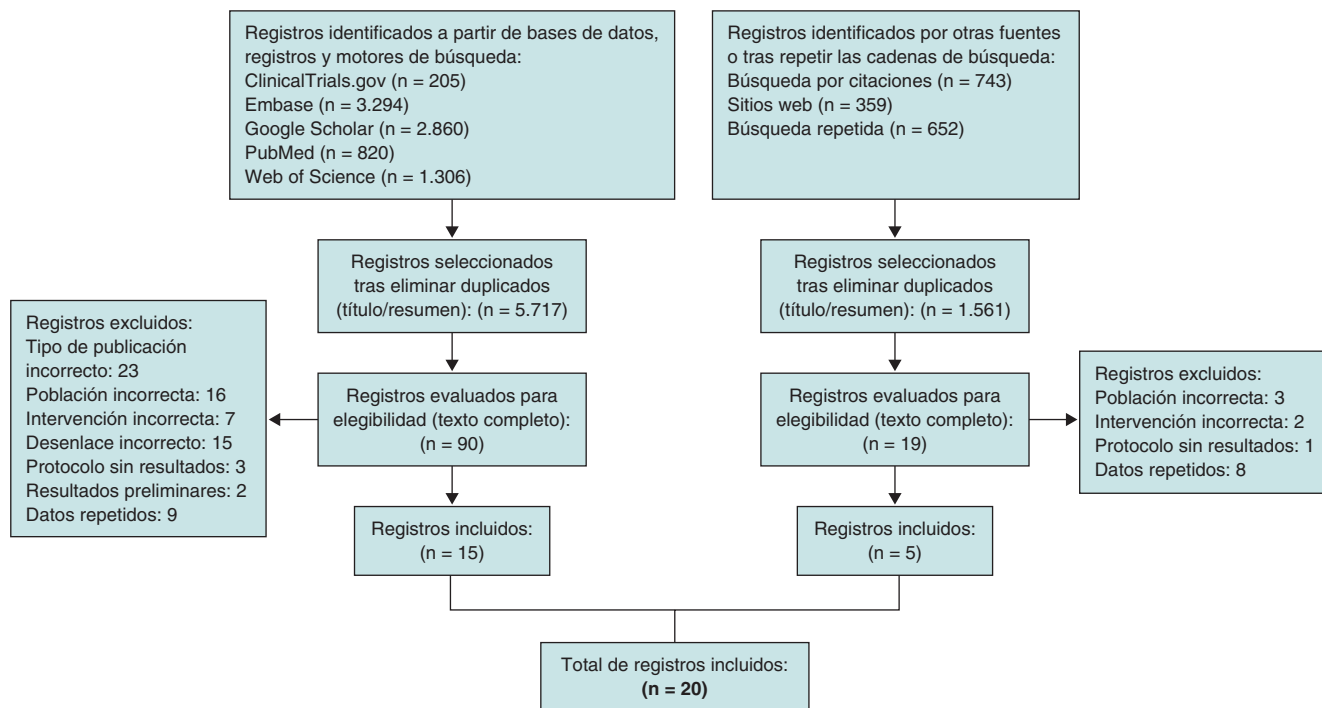 Registros identificados a partir de bases de datos,
registros y motores de búsqueda:
ClinicalTrials.gov (n = 205)
Embase (n = 3.294)
Google Scholar (n = 2.860)
PubMed (n = 820)
Web of Science (n = 1.306)
Registros identificados por otras fuentes
o tras repetir las cadenas de búsqueda:
Búsqueda por citaciones (n = 743)
Sitios web (n = 359)
Búsqueda repetida (n = 652)
Registros seleccionados
tras eliminar duplicados
(título/resumen): (n = 5.717)
Registros seleccionados
tras eliminar duplicados
(título/resumen): (n = 1.561)
Registros excluidos:
Tipo de publicación
incorrecto: 23
Población incorrecta: 16
Intervención incorrecta: 7
Desenlace incorrecto: 15
Protocolo sin resultados: 3
Resultados preliminares: 2
Datos repetidos: 9
Registros evaluados para
elegibilidad (texto completo):
(n = 90)
Registros evaluados para
elegibilidad (texto completo):
(n = 19)
Registros excluidos:
Población incorrecta: 3
Intervención incorrecta: 2
Protocolo sin resultados: 1
Datos repetidos: 8
Registros incluidos:
(n = 15)
Registros incluidos:
(n = 5)
Total de registros incluidos:
(n = 20)